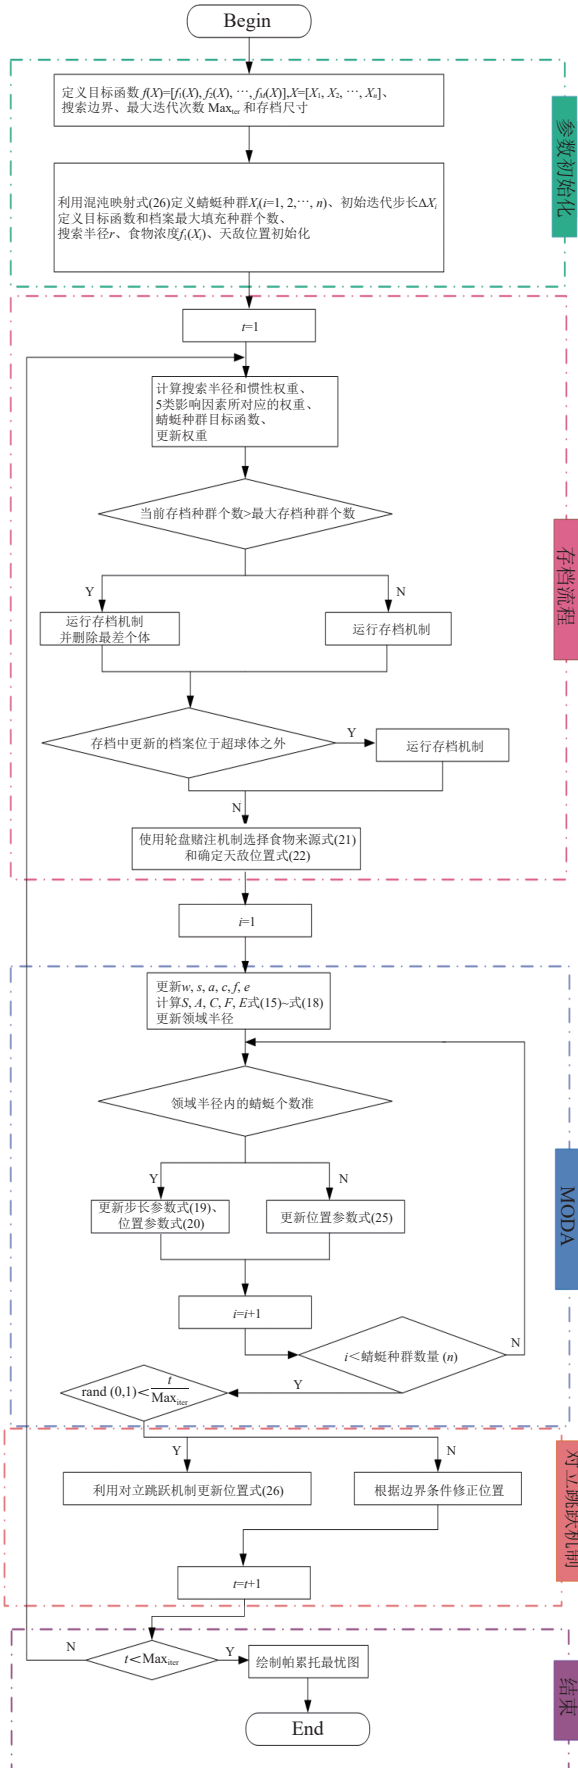 Begin
定义目标函数 f(X)=[f₁(X), f₂(X), ⋯, f_M(X)],X=[X₁, X₂, ⋯, Xₙ]、
搜索边界、最大迭代次数 Max_iter 和存档尺寸
参数初始化
利用混沌映射式(26)定义蜻蜓种群X_i(i=1, 2,⋯, n)、初始迭代步长ΔX_i
定义目标函数和档案最大填充种群个数、
搜索半径r、食物浓度f₁(X_i)、天敌位置初始化
t=1
计算搜索半径和惯性权重、
5类影响因素所对应的权重、
蜻蜓种群目标函数、
更新权重
当前存档种群个数>最大存档种群个数
存档流程
Y
N
运行存档机制
并删除最差个体
运行存档机制
存档中更新的档案位于超球体之外
Y
运行存档机制
N
使用轮盘赌注机制选择食物来源式(21)
和确定天敌位置式(22)
i=1
更新w, s, a, c, f, e
计算S, A, C, F, E式(15)~式(18)
更新领域半径
领域半径内的蜻蜓个数准
MODA
Y
N
更新步长参数式(19)、
位置参数式(20)
更新位置参数式(25)
i=i+1
i<蜻蜓种群数量 (n)
N
Y
rand (0,1)<t/Max_iter
Y
N
对立跳跃机制
利用对立跳跃机制更新位置式(26)
根据边界条件修正位置
t=t+1
N
t<Max_iter
Y
绘制帕累托最优图
结束
End